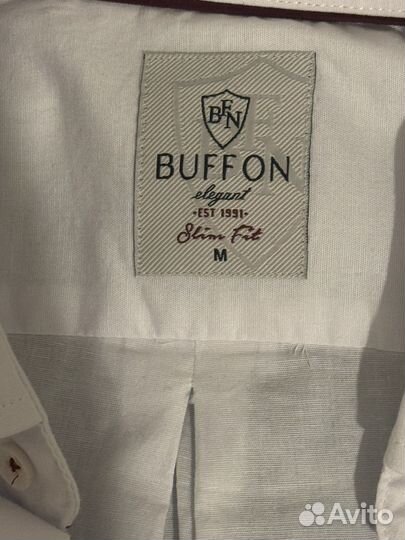 BFN
BUFFON
elegant
•EST 1991•
Slim Fit
M
Avito